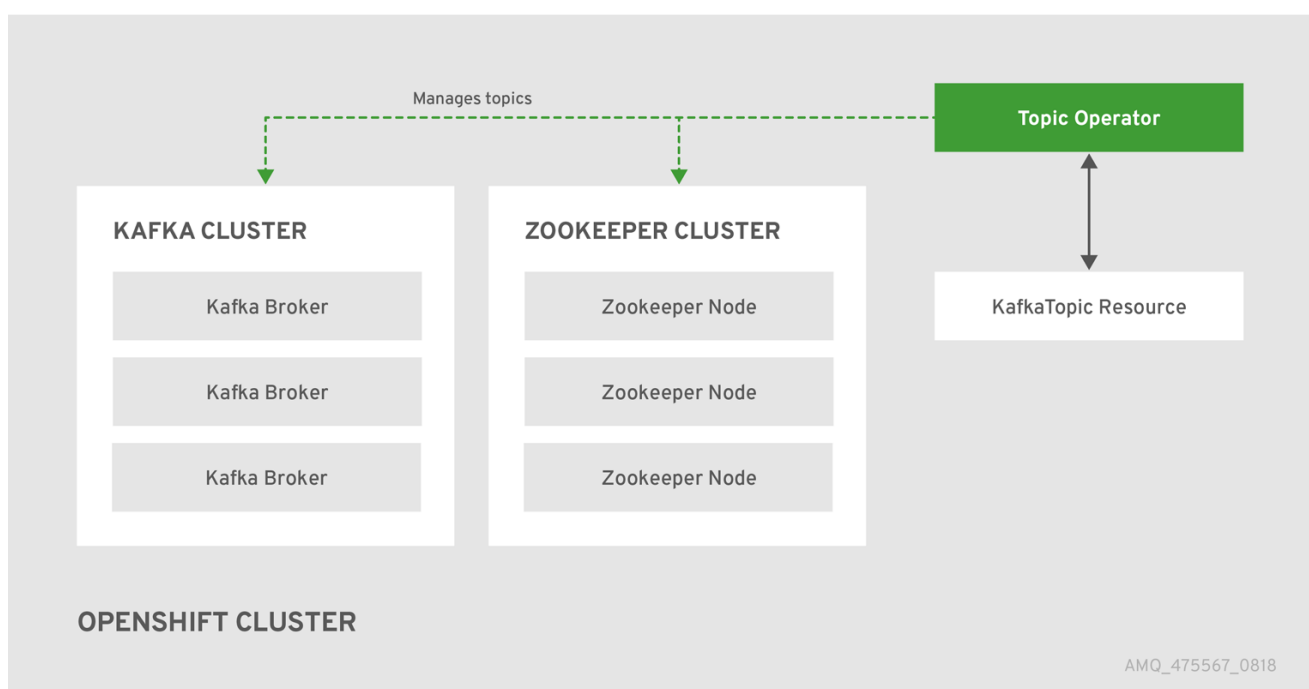 Manages topics
Topic Operator
KAFKA CLUSTER
Kafka Broker
Kafka Broker
Kafka Broker
ZOOKEEPER CLUSTER
Zookeeper Node
Zookeeper Node
Zookeeper Node
KafkaTopic Resource
OPENSHIFT CLUSTER
AMQ_475567_0818